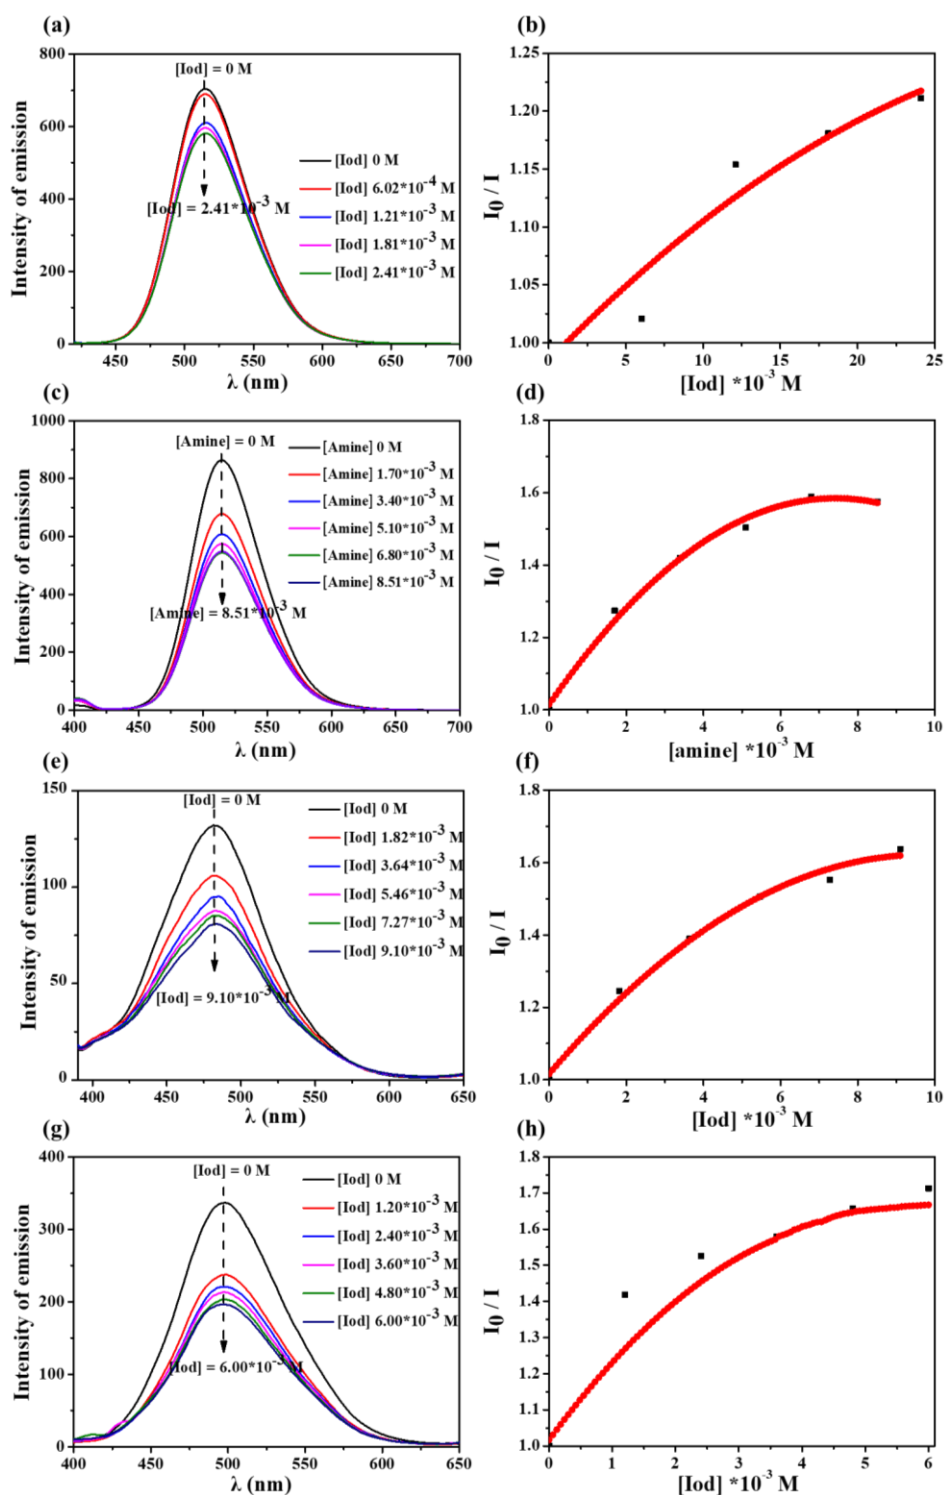 (a)
800
600
400
200
0
450 500 550 600 650 700
Intensity of emission
λ (nm)
[Iod] = 0 M
[Iod] = 2.41*10⁻³ M
[Iod] 0 M
[Iod] 6.02*10⁻⁴ M
[Iod] 1.21*10⁻³ M
[Iod] 1.81*10⁻³ M
[Iod] 2.41*10⁻³ M
(b)
1.25
1.20
1.15
1.10
1.05
1.00
0 5 10 15 20 25
I₀ / I
[Iod] *10⁻³ M
(c)
1000
800
600
400
200
0
400 450 500 550 600 650 700
Intensity of emission
λ (nm)
[Amine] = 0 M
[Amine] = 8.51*10⁻³ M
[Amine] 0 M
[Amine] 1.70*10⁻³ M
[Amine] 3.40*10⁻³ M
[Amine] 5.10*10⁻³ M
[Amine] 6.80*10⁻³ M
[Amine] 8.51*10⁻³ M
(d)
1.8
1.6
1.4
1.2
1.0
0 2 4 6 8 10
I₀ / I
[amine] *10⁻³ M
(e)
150
100
50
0
400 450 500 550 600 650
Intensity of emission
λ (nm)
[Iod] = 0 M
[Iod] = 9.10*10⁻³ M
[Iod] 0 M
[Iod] 1.82*10⁻³ M
[Iod] 3.64*10⁻³ M
[Iod] 5.46*10⁻³ M
[Iod] 7.27*10⁻³ M
[Iod] 9.10*10⁻³ M
(f)
1.8
1.6
1.4
1.2
1.0
0 2 4 6 8 10
I₀ / I
[Iod] *10⁻³ M
(g)
400
300
200
100
0
400 450 500 550 600 650
Intensity of emission
λ (nm)
[Iod] = 0 M
[Iod] = 6.00*10⁻³ M
[Iod] 0 M
[Iod] 1.20*10⁻³ M
[Iod] 2.40*10⁻³ M
[Iod] 3.60*10⁻³ M
[Iod] 4.80*10⁻³ M
[Iod] 6.00*10⁻³ M
(h)
1.8
1.7
1.6
1.5
1.4
1.3
1.2
1.1
1.0
0 1 2 3 4 5 6
I₀ / I
[Iod] *10⁻³ M